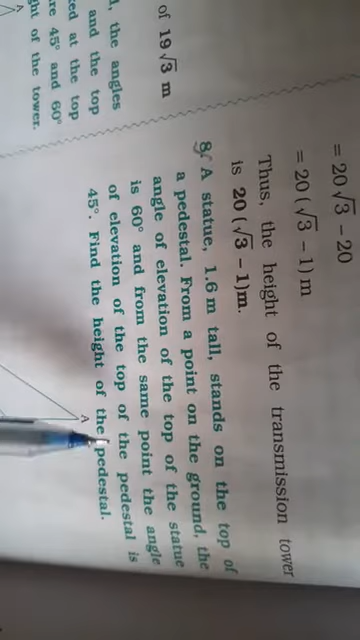 = 20√3 – 20
= 20 (√3 – 1) m
Thus, the height of the transmission tower
is 20 (√3 – 1)m.
8. A statue, 1.6 m tall, stands on the top of
a pedestal. From a point on the ground, the
angle of elevation of the top of the statue
is 60° and from the same point the angle
of elevation of the top of the pedestal is
45°. Find the height of the pedestal.
A
of 19√3 m
, the angles
and the top
ed at the top
re 45° and 60°
ght of the tower.
A